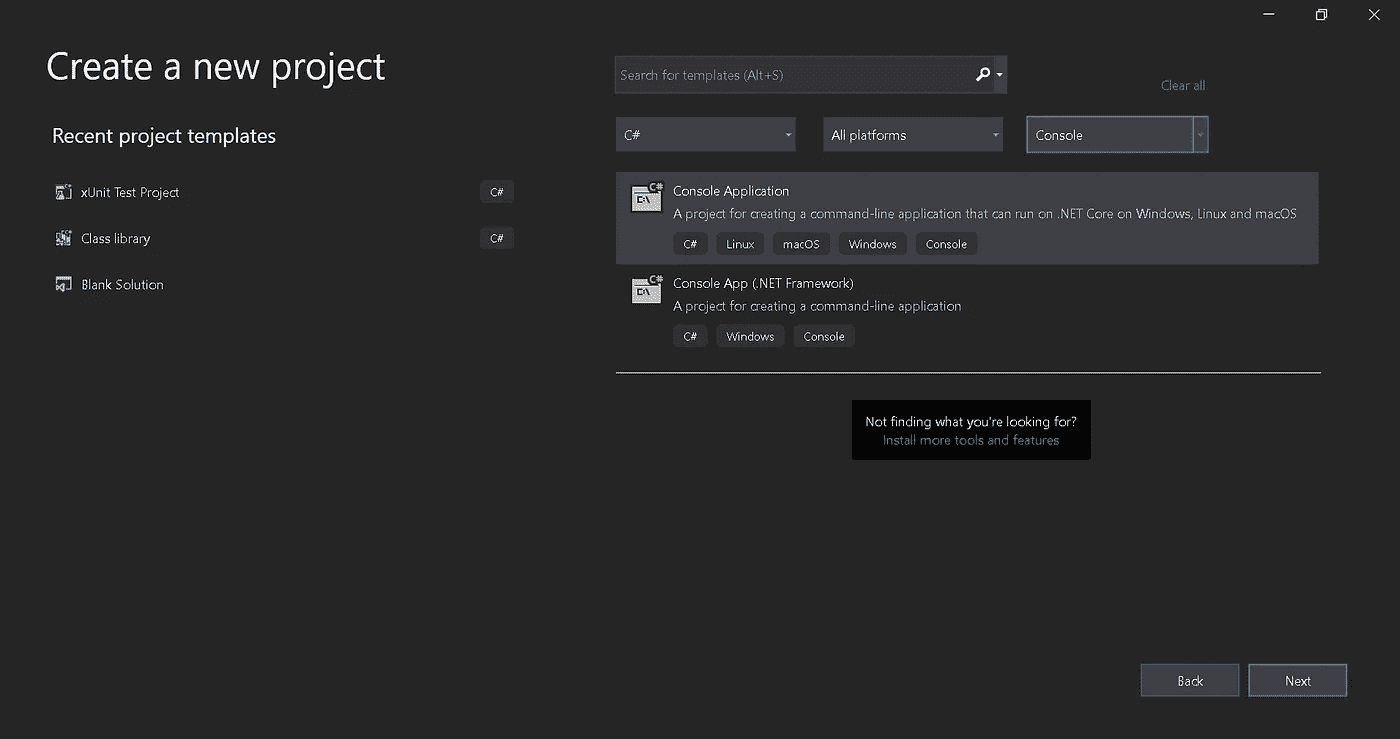 Create a new project
Recent project templates
xUnit Test Project C#
Class library C#
Blank Solution
Search for templates (Alt+S)
Clear all
C# All platforms Console
C#
Console Application
A project for creating a command-line application that can run on .NET Core on Windows, Linux and macOS
C# Linux macOS Windows Console
C#
Console App (.NET Framework)
A project for creating a command-line application
C# Windows Console
Not finding what you're looking for?
Install more tools and features
Back Next